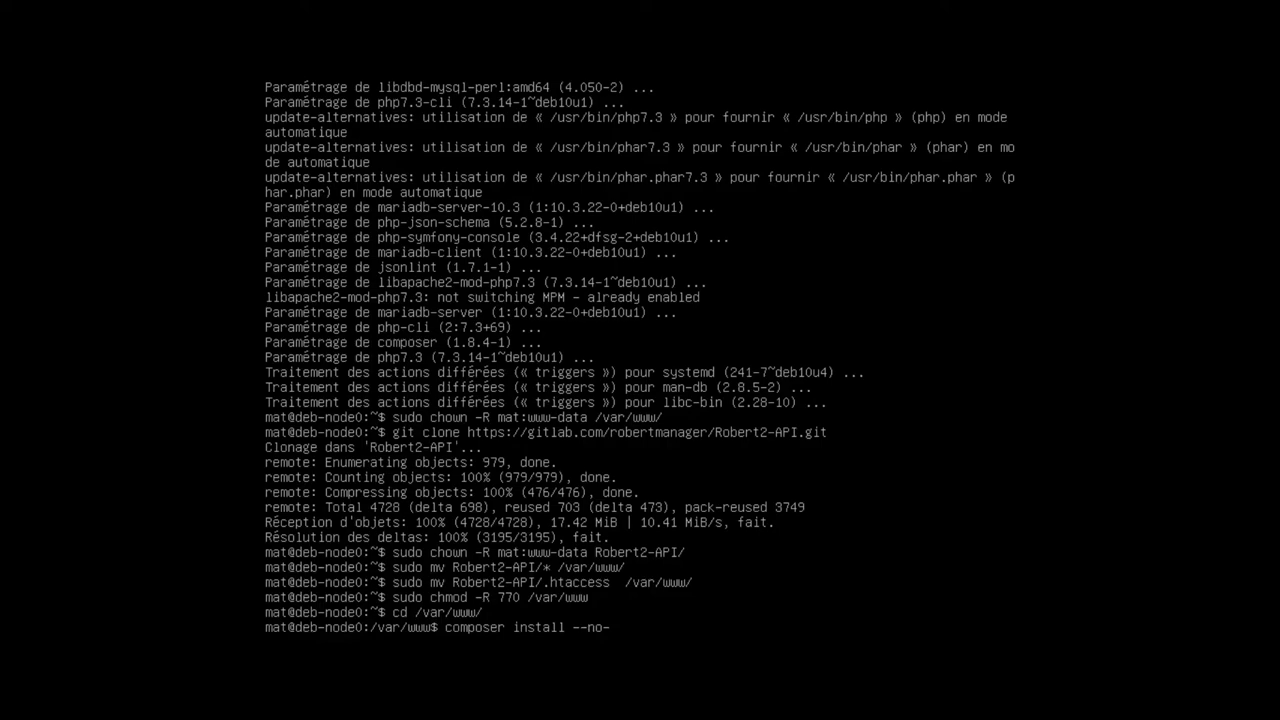 Paramétrage de libdbd-mysql-perl:amd64 (4.050-2) ...
Paramétrage de php7.3-cli (7.3.14-1~deb10u1) ...
update-alternatives: utilisation de « /usr/bin/php7.3 » pour fournir « /usr/bin/php » (php) en mode
automatique
update-alternatives: utilisation de « /usr/bin/phar7.3 » pour fournir « /usr/bin/phar » (phar) en mo
de automatique
update-alternatives: utilisation de « /usr/bin/phar.phar7.3 » pour fournir « /usr/bin/phar.phar » (p
har.phar) en mode automatique
Paramétrage de mariadb-server-10.3 (1:10.3.22-0+deb10u1) ...
Paramétrage de php-json-schema (5.2.8-1) ...
Paramétrage de php-symfony-console (3.4.22+dfsg-2+deb10u1) ...
Paramétrage de mariadb-client (1:10.3.22-0+deb10u1) ...
Paramétrage de jsonlint (1.7.1-1) ...
Paramétrage de libapache2-mod-php7.3 (7.3.14-1~deb10u1) ...
libapache2-mod-php7.3: not switching MPM - already enabled
Paramétrage de mariadb-server (1:10.3.22-0+deb10u1) ...
Paramétrage de php-cli (2:7.3+69) ...
Paramétrage de composer (1.8.4-1) ...
Paramétrage de php7.3 (7.3.14-1~deb10u1) ...
Traitement des actions différées (« triggers ») pour systemd (241-7~deb10u4) ...
Traitement des actions différées (« triggers ») pour man-db (2.8.5-2) ...
Traitement des actions différées (« triggers ») pour libc-bin (2.28-10) ...
mat@deb-node0:~$ sudo chown -R mat:www-data /var/www/
mat@deb-node0:~$ git clone https://gitlab.com/robertmanager/Robert2-API.git
Clonage dans 'Robert2-API'...
remote: Enumerating objects: 979, done.
remote: Counting objects: 100% (979/979), done.
remote: Compressing objects: 100% (476/476), done.
remote: Total 4728 (delta 698), reused 703 (delta 473), pack-reused 3749
Réception d'objets: 100% (4728/4728), 17.42 MiB | 10.41 MiB/s, fait.
Résolution des deltas: 100% (3195/3195), fait.
mat@deb-node0:~$ sudo chown -R mat:www-data Robert2-API/
mat@deb-node0:~$ sudo mv Robert2-API/* /var/www/
mat@deb-node0:~$ sudo mv Robert2-API/.htaccess  /var/www/
mat@deb-node0:~$ sudo chmod -R 770 /var/www
mat@deb-node0:~$ cd /var/www/
mat@deb-node0:/var/www$ composer install --no-